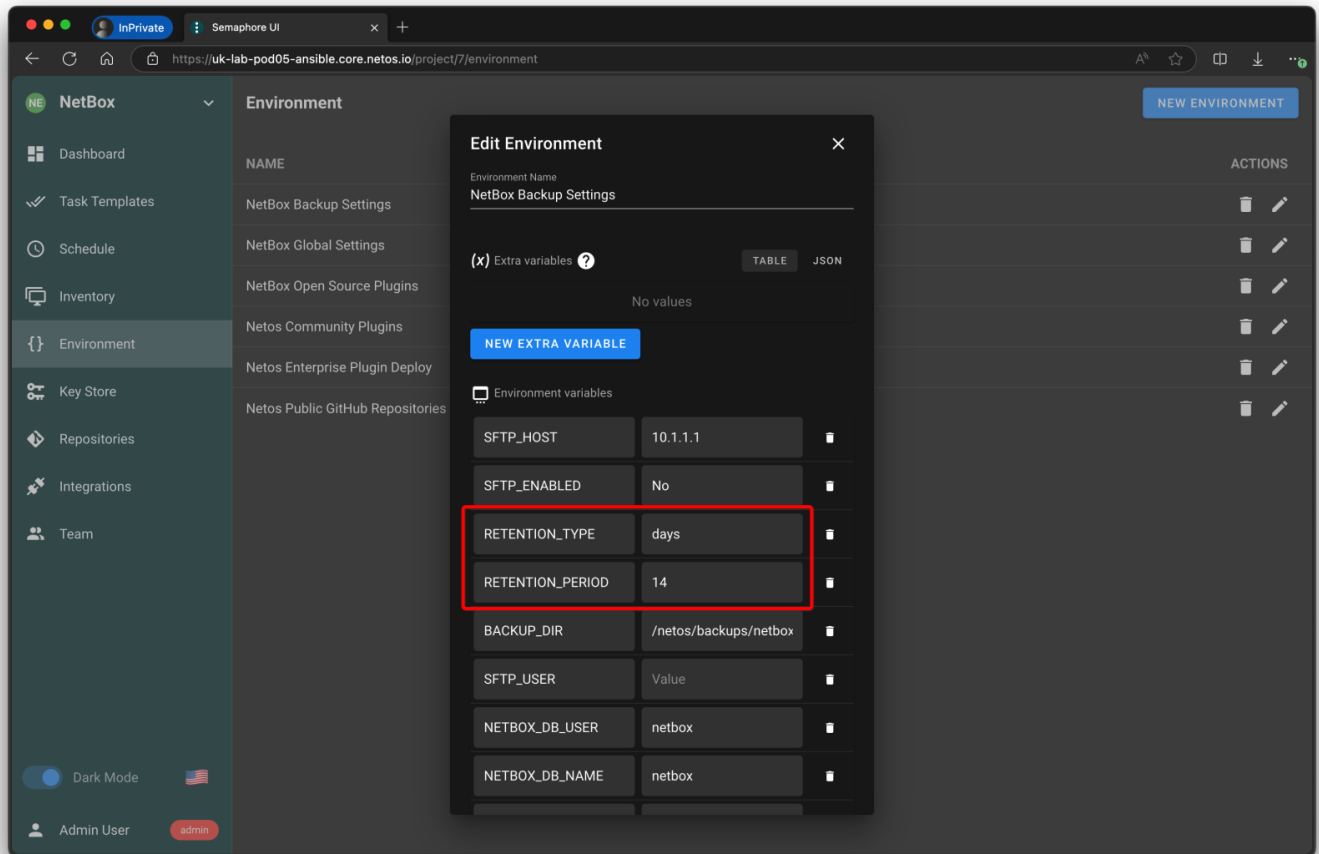 InPrivate
Semaphore UI
https://uk-lab-pod05-ansible.core.netos.io/project/7/environment
NE
NetBox
Dashboard
Task Templates
Schedule
Inventory
{} Environment
Key Store
Repositories
Integrations
Team
Dark Mode
Admin User
admin
Environment
NEW ENVIRONMENT
NAME
ACTIONS
NetBox Backup Settings
NetBox Global Settings
NetBox Open Source Plugins
Netos Community Plugins
Netos Enterprise Plugin Deploy
Netos Public GitHub Repositories
Edit Environment
Environment Name
NetBox Backup Settings
(x) Extra variables ?
TABLE JSON
No values
NEW EXTRA VARIABLE
Environment variables
SFTP_HOST 10.1.1.1
SFTP_ENABLED No
RETENTION_TYPE days
RETENTION_PERIOD 14
BACKUP_DIR /netos/backups/netbox
SFTP_USER Value
NETBOX_DB_USER netbox
NETBOX_DB_NAME netbox